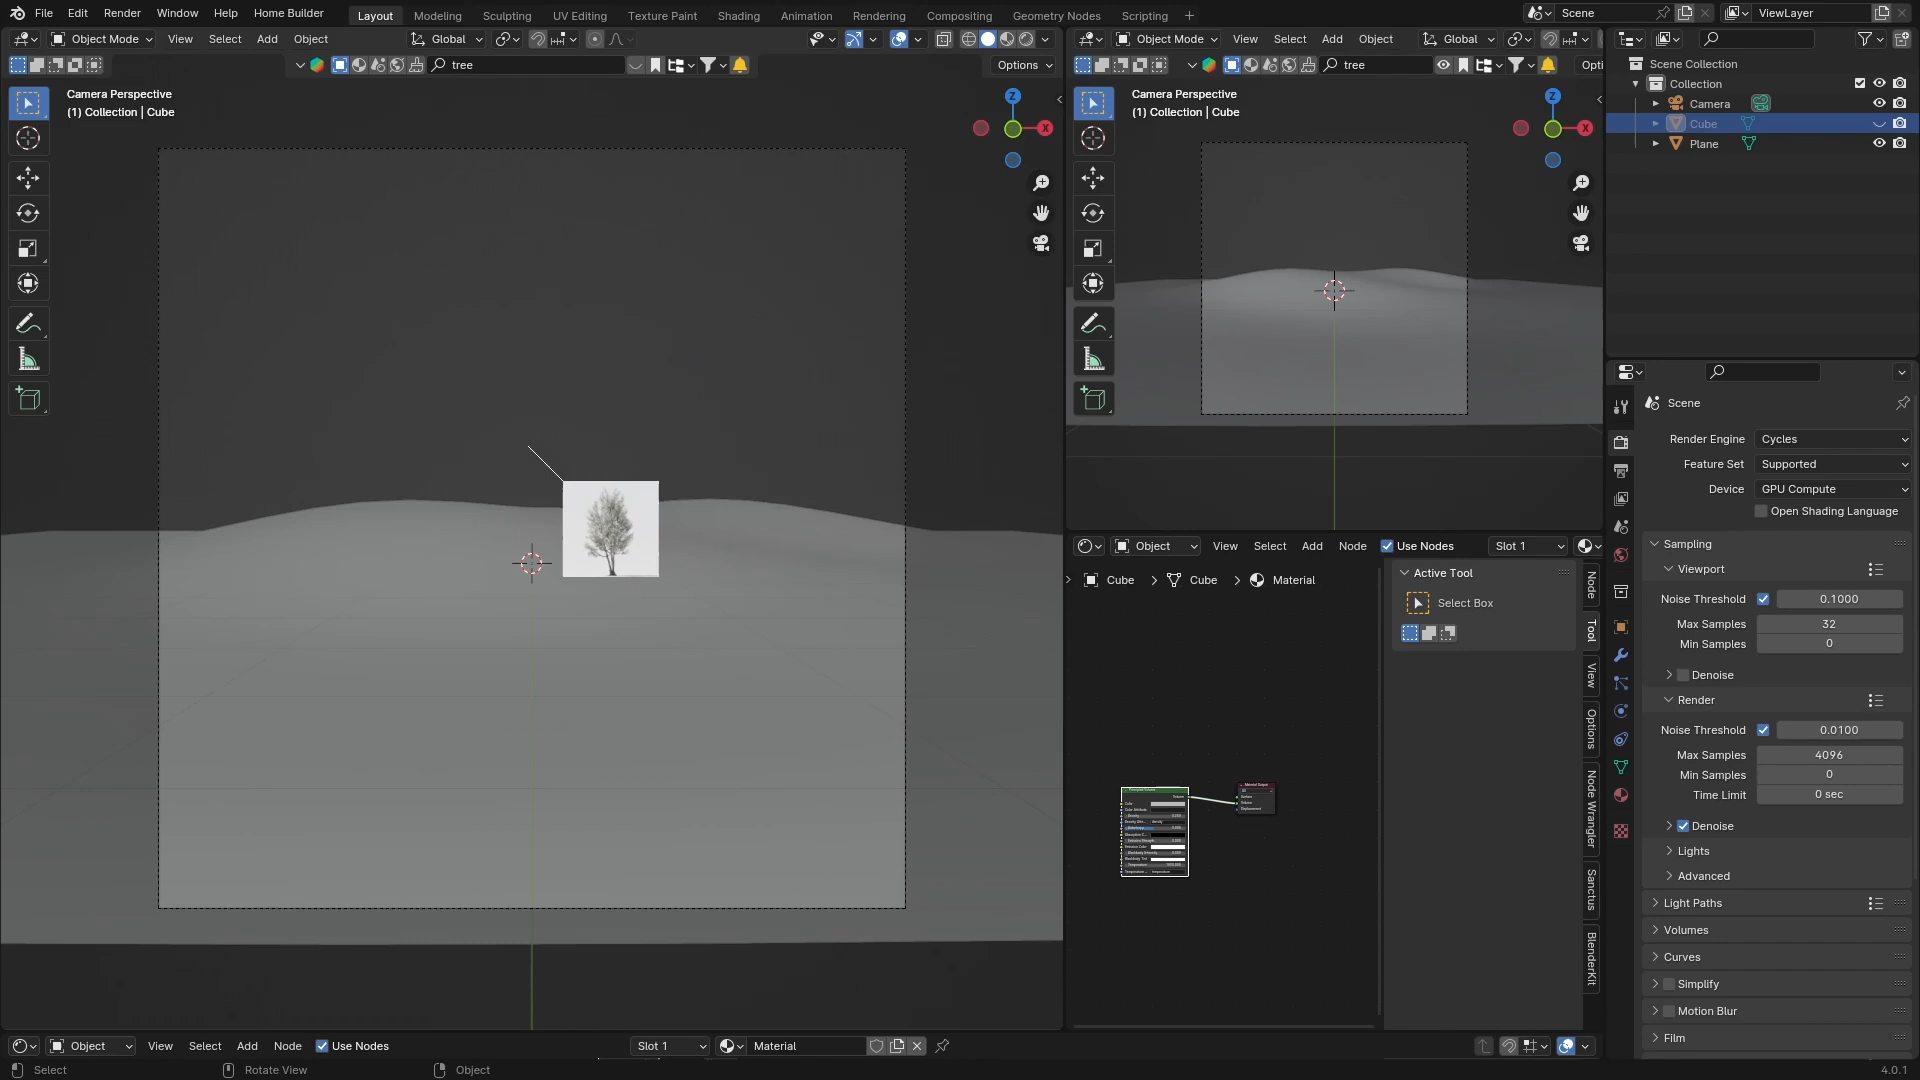 File Edit Render Window Help Home Builder
Layout Modeling Sculpting UV Editing Texture Paint Shading Animation Rendering Compositing Geometry Nodes Scripting +
Scene
ViewLayer
Object Mode View Select Add Object Global
tree
Options
Camera Perspective
(1) Collection | Cube
Z
X
Object Mode View Select Add Object Global
tree
Opti
Camera Perspective
(1) Collection | Cube
Z
X
Scene Collection
Collection
Camera
Cube
Plane
Scene
Render Engine Cycles
Feature Set Supported
Device GPU Compute
Open Shading Language
Sampling
Viewport
Noise Threshold 0.1000
Max Samples 32
Min Samples 0
Denoise
Render
Noise Threshold 0.0100
Max Samples 4096
Min Samples 0
Time Limit 0 sec
Denoise
Lights
Advanced
Light Paths
Volumes
Curves
Simplify
Motion Blur
Film
Object View Select Add Node Use Nodes Slot 1
Cube > Cube > Material
Active Tool
Select Box
Node
Tool
View
Options
Node Wrangler
Sanctus
BlenderKit
Object View Select Add Node Use Nodes Slot 1 Material
Select Rotate View Object 4.0.1